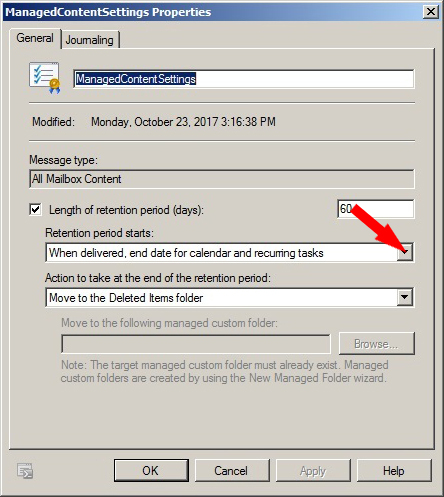 ManagedContentSettings Properties
General
Journaling
ManagedContentSettings
Modified: Monday, October 23, 2017 3:16:38 PM
Message type:
All Mailbox Content
Length of retention period (days): 60
Retention period starts:
When delivered, end date for calendar and recurring tasks
Action to take at the end of the retention period:
Move to the Deleted Items folder
Move to the following managed custom folder:
Browse...
Note: The target managed custom folder must already exist. Managed
custom folders are created by using the New Managed Folder wizard.
OK Cancel Apply Help